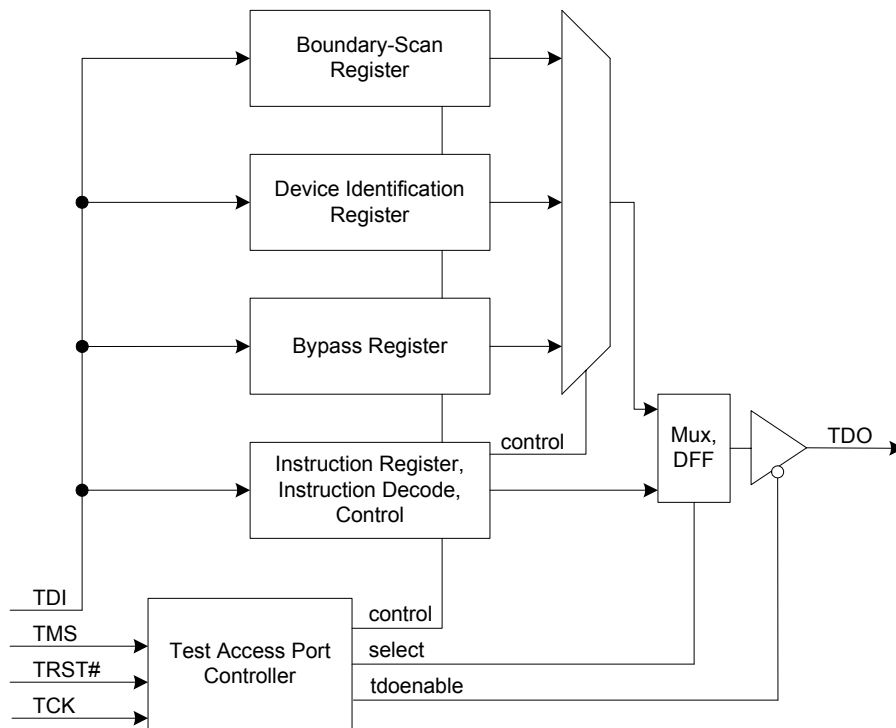 Boundary-Scan
Register
Device Identification
Register
Bypass Register
control
Instruction Register,
Instruction Decode,
Control
Mux,
DFF
TDO
TDI
TMS
TRST#
TCK
Test Access Port
Controller
control
select
tdoenable